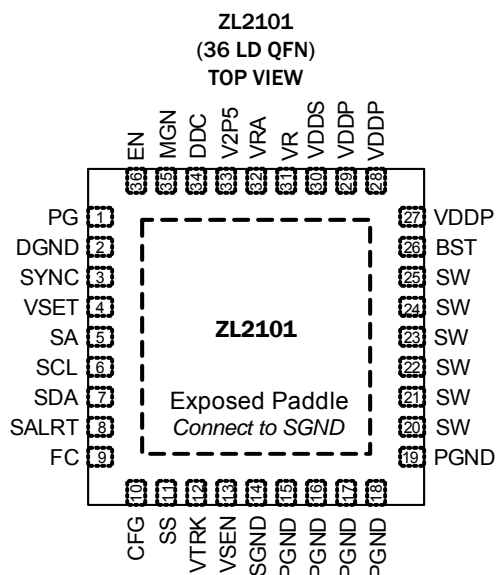 ZL2101
(36 LD QFN)
TOP VIEW
EN
MGN
DDC
V2P5
VRA
VR
VDDS
VDDP
VDDP
36
35
34
33
32
31
30
29
28
PG 1
DGND 2
SYNC 3
VSET 4
SA 5
SCL 6
SDA 7
SALRT 8
FC 9
ZL2101
Exposed Paddle
Connect to SGND
27 VDDP
26 BST
25 SW
24 SW
23 SW
22 SW
21 SW
20 SW
19 PGND
10
11
12
13
14
15
16
17
18
CFG
SS
VTRK
VSEN
SGND
PGND
PGND
PGND
PGND